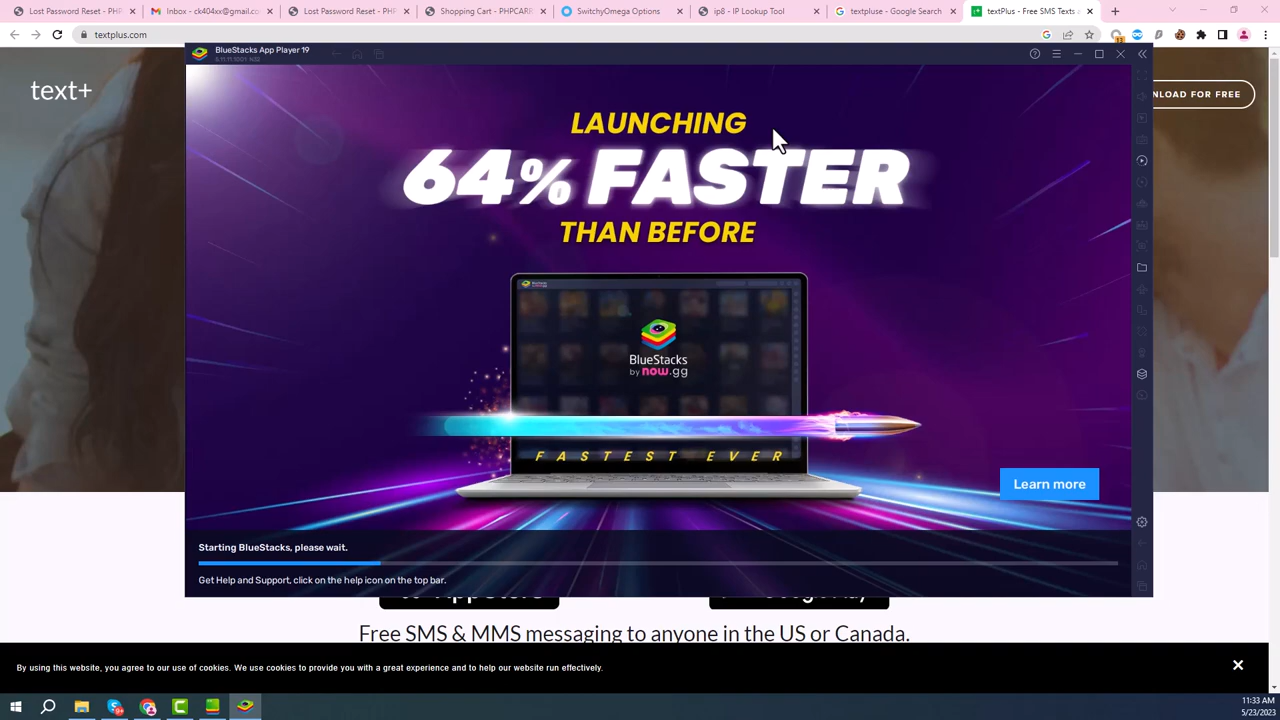 Lost Password Reset - PHPC
Inbox - ck404xx@gmail.co
Lost Password Reset - PHPC
Shopping Cart - PHPCARR
SwitchyOmega Options
ip8 - IP Lookup Tool
textpluse - Google Search
textPlus - Free SMS Texts
textplus.com
13
BlueStacks App Player 19
text+
NLOAD FOR FREE
LAUNCHING
64% FASTER
THAN BEFORE
BlueStacks
by now.gg
FASTEST EVER
Learn more
Starting BlueStacks, please wait.
Get Help and Support, click on the help icon on the top bar.
Free SMS & MMS messaging to anyone in the US or Canada.
By using this website, you agree to our use of cookies. We use cookies to provide you with a great experience and to help our website run effectively.
11:33 AM
5/23/2023